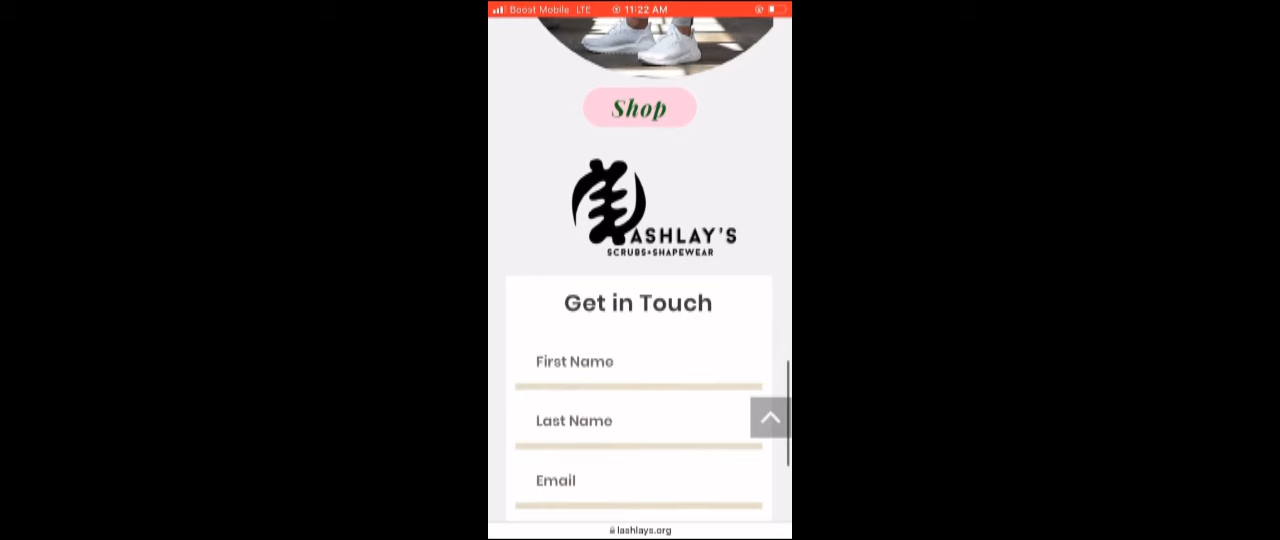 Boost Mobile LTE 11:22 AM
Shop
ASHLAY'S
SCRUBS+SHAPEWEAR
Get in Touch
First Name
Last Name
Email
lashlays.org